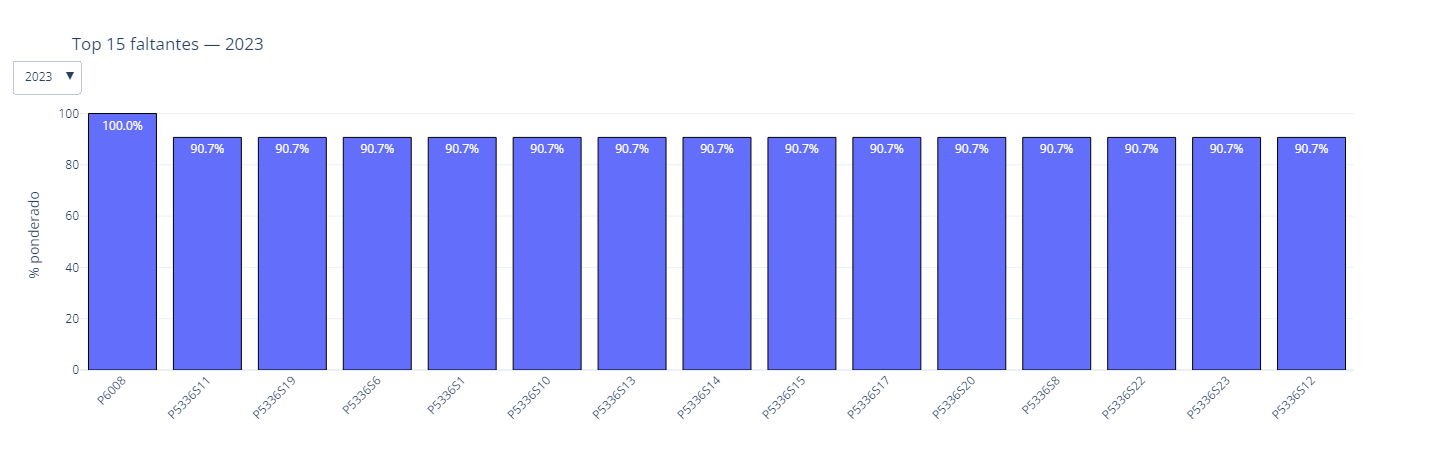 Top 15 faltantes — 2023
2023 ▼
% ponderado
100
80
60
40
20
0
100.0%
90.7%
90.7%
90.7%
90.7%
90.7%
90.7%
90.7%
90.7%
90.7%
90.7%
90.7%
90.7%
90.7%
90.7%
P6008
P5336S11
P5336S19
P5336S6
P5336S1
P5336S10
P5336S13
P5336S14
P5336S15
P5336S17
P5336S20
P5336S8
P5336S22
P5336S23
P5336S12